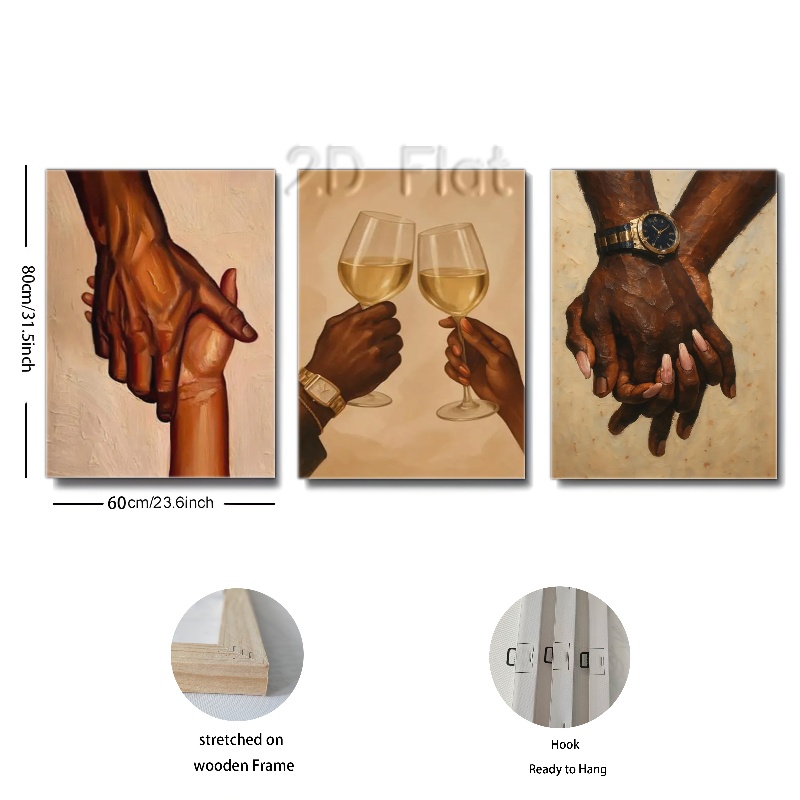 2D Flat
80cm/31.5inch
60cm/23.6inch
stretched on
wooden Frame
Hook
Ready to Hang